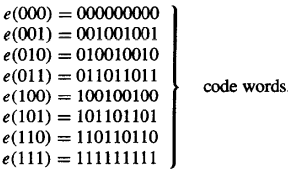 e(000) = 000000000
e(001) = 001001001
e(010) = 010010010
e(011) = 011011011
e(100) = 100100100
e(101) = 101101101
e(110) = 110110110
e(111) = 111111111
code words.